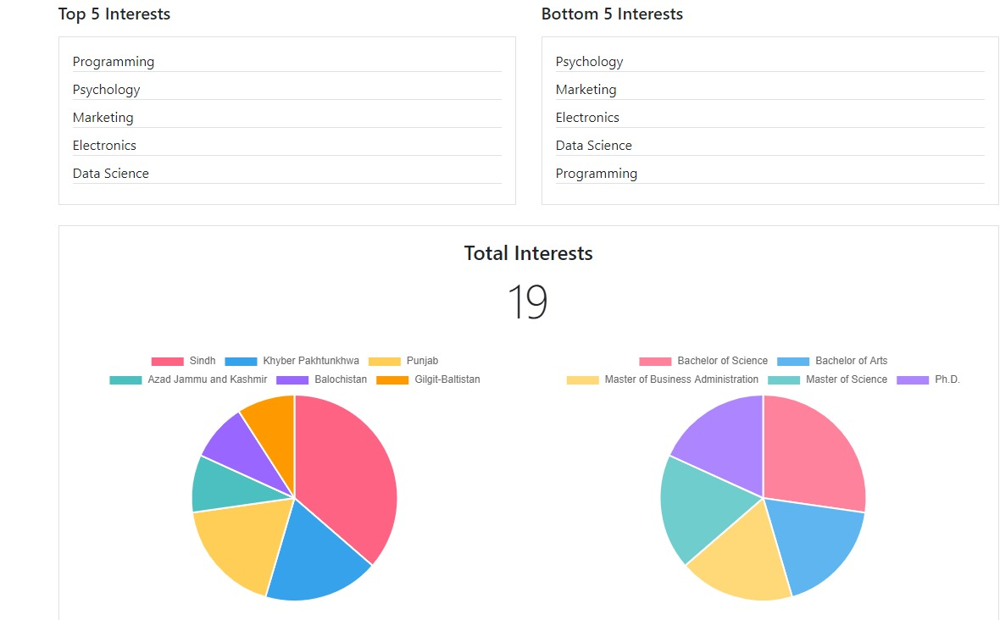 Top 5 Interests
Programming
Psychology
Marketing
Electronics
Data Science
Bottom 5 Interests
Psychology
Marketing
Electronics
Data Science
Programming
Total Interests
19
Sindh Khyber Pakhtunkhwa Punjab
Azad Jammu and Kashmir Balochistan Gilgit-Baltistan
Bachelor of Science Bachelor of Arts
Master of Business Administration Master of Science Ph.D.